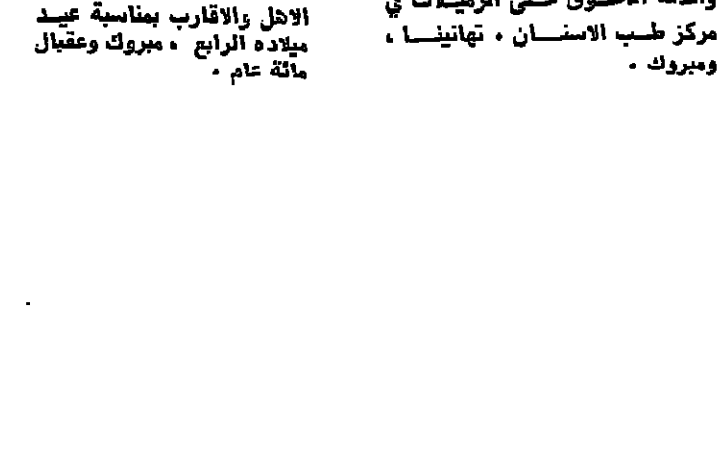 مركز طب الاسنان ، تهانينا ،
ومبروك .
الاهل والاقارب بمناسبة عيد
ميلاده الرابع ، مبروك وعقبال
مائة عام .